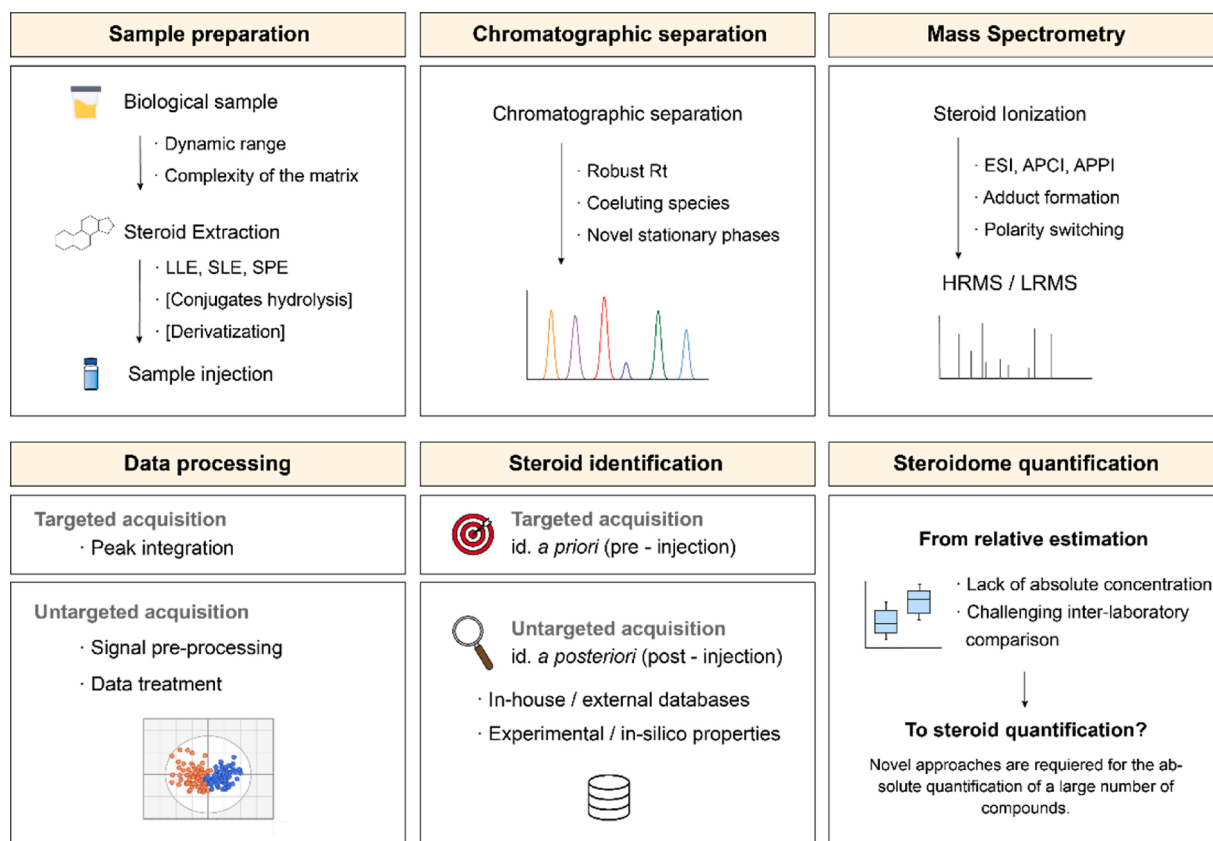 Sample preparation
Biological sample
· Dynamic range
· Complexity of the matrix
Steroid Extraction
· LLE, SLE, SPE
· [Conjugates hydrolysis]
· [Derivatization]
Sample injection
Chromatographic separation
Chromatographic separation
· Robust Rt
· Coeluting species
· Novel stationary phases
Mass Spectrometry
Steroid Ionization
· ESI, APCI, APPI
· Adduct formation
· Polarity switching
HRMS / LRMS
Data processing
Targeted acquisition
· Peak integration
Untargeted acquisition
· Signal pre-processing
· Data treatment
Steroid identification
Targeted acquisition
id. a priori (pre - injection)
Untargeted acquisition
id. a posteriori (post - injection)
· In-house / external databases
· Experimental / in-silico properties
Steroidome quantification
From relative estimation
· Lack of absolute concentration
· Challenging inter-laboratory
comparison
To steroid quantification?
Novel approaches are requiered for the ab-
solute quantification of a large number of
compounds.